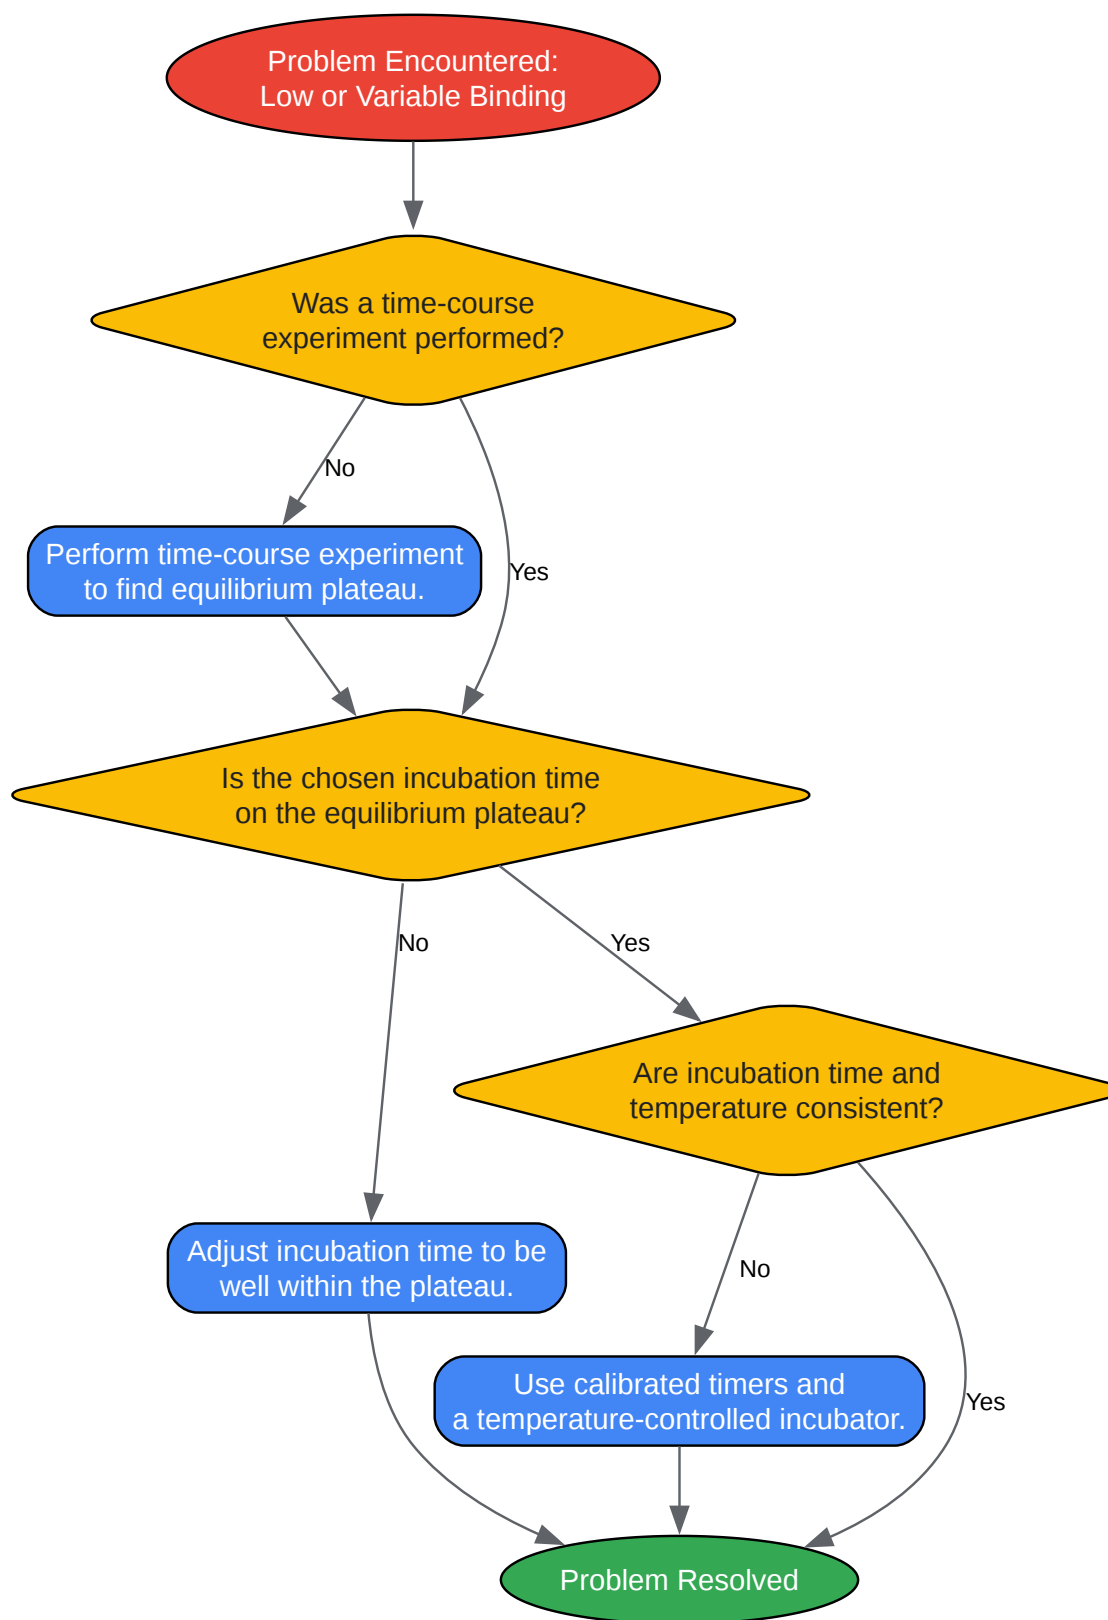 Problem Encountered:
Low or Variable Binding
Was a time-course
experiment performed?
No
Yes
Perform time-course experiment
to find equilibrium plateau.
Is the chosen incubation time
on the equilibrium plateau?
No
Yes
Are incubation time and
temperature consistent?
Adjust incubation time to be
well within the plateau.
No
Yes
Use calibrated timers and
a temperature-controlled incubator.
Problem Resolved